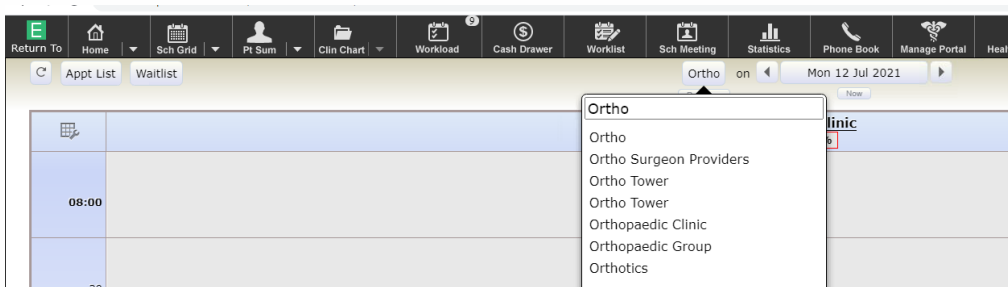 E 9
Return To Home Sch Grid Pt Sum Clin Chart Workload Cash Drawer Worklist Sch Meeting Statistics Phone Book Manage Portal Heal
Appt List Waitlist Ortho on Mon 12 Jul 2021
Now
Ortho
linic
Ortho
Ortho Surgeon Providers
Ortho Tower
08:00 Ortho Tower
Orthopaedic Clinic
Orthopaedic Group
Orthotics